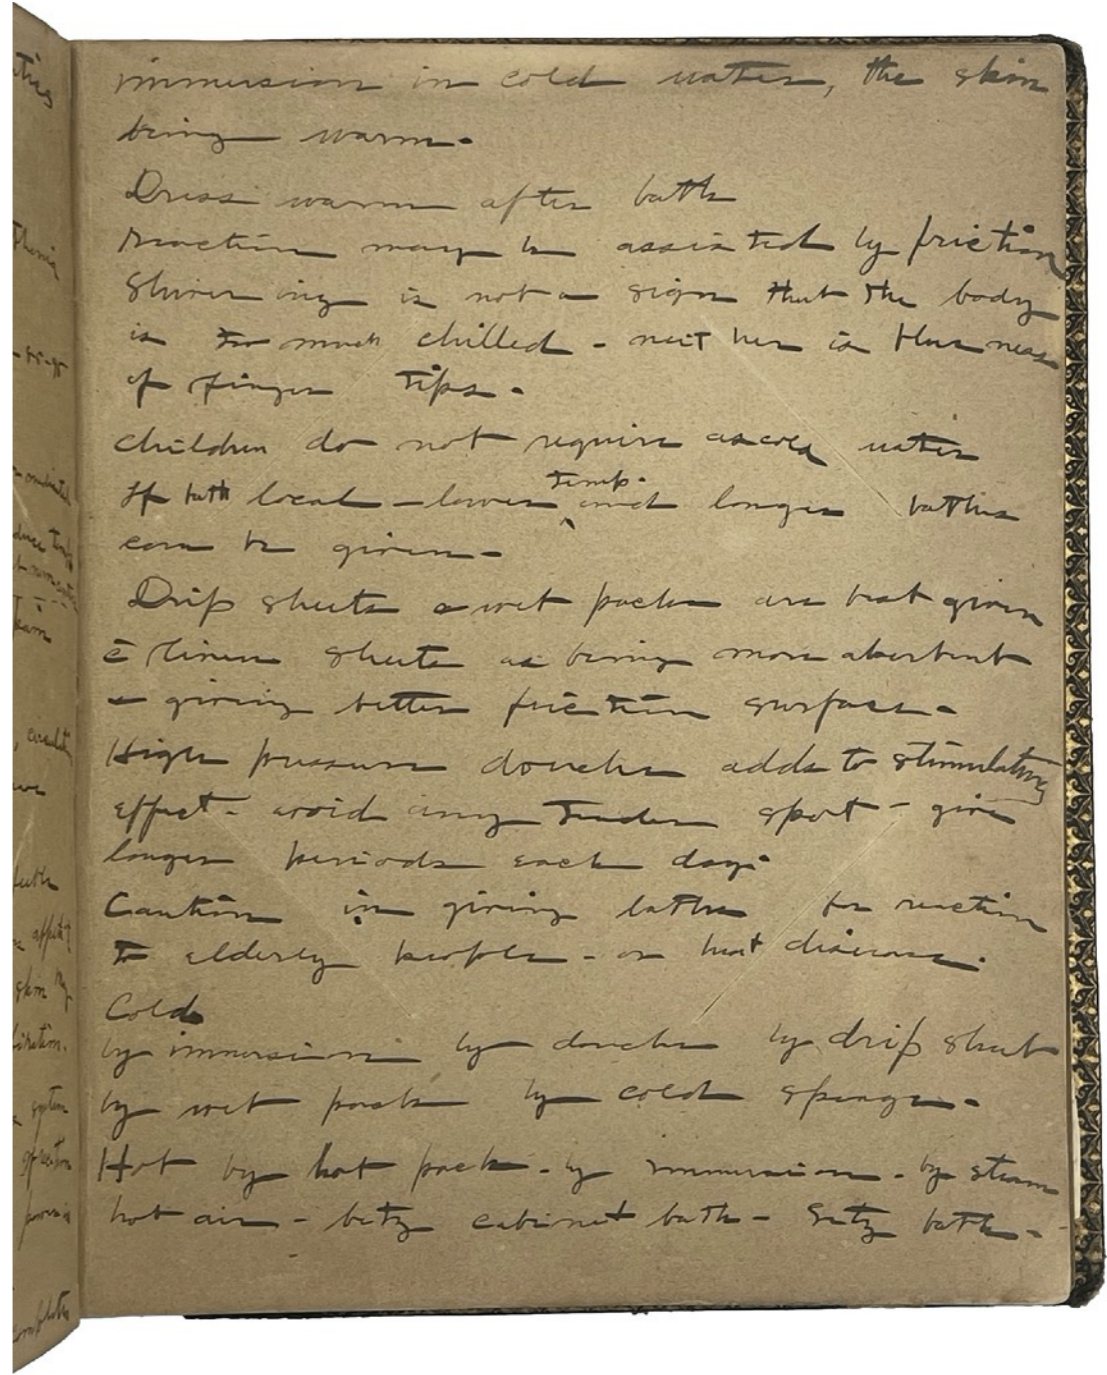 immersion in cold water, the skin
being warm.
Dress warm after bath
Reaction may be assisted by friction
Shivering is not a sign that the body
is too much chilled - neither is blueness
of finger tips.
Children do not require as cold water
If bath local - lower temp. and longer baths
can be given -
Drip sheets or wet packs are best given
c̄ linen sheets as being more absorbent
& giving better friction surface.
High pressure douches adds to stimulating
effect - avoid any tender spot - give
longer periods each day.
Caution in giving baths for reaction
to elderly people - or heart disease.
Cold
by immersion by douche by drip sheet
by wet pack by cold sponge.
Hot by hot pack - by immersion - by steam
hot air - betz cabinet bath - Sitz bath -